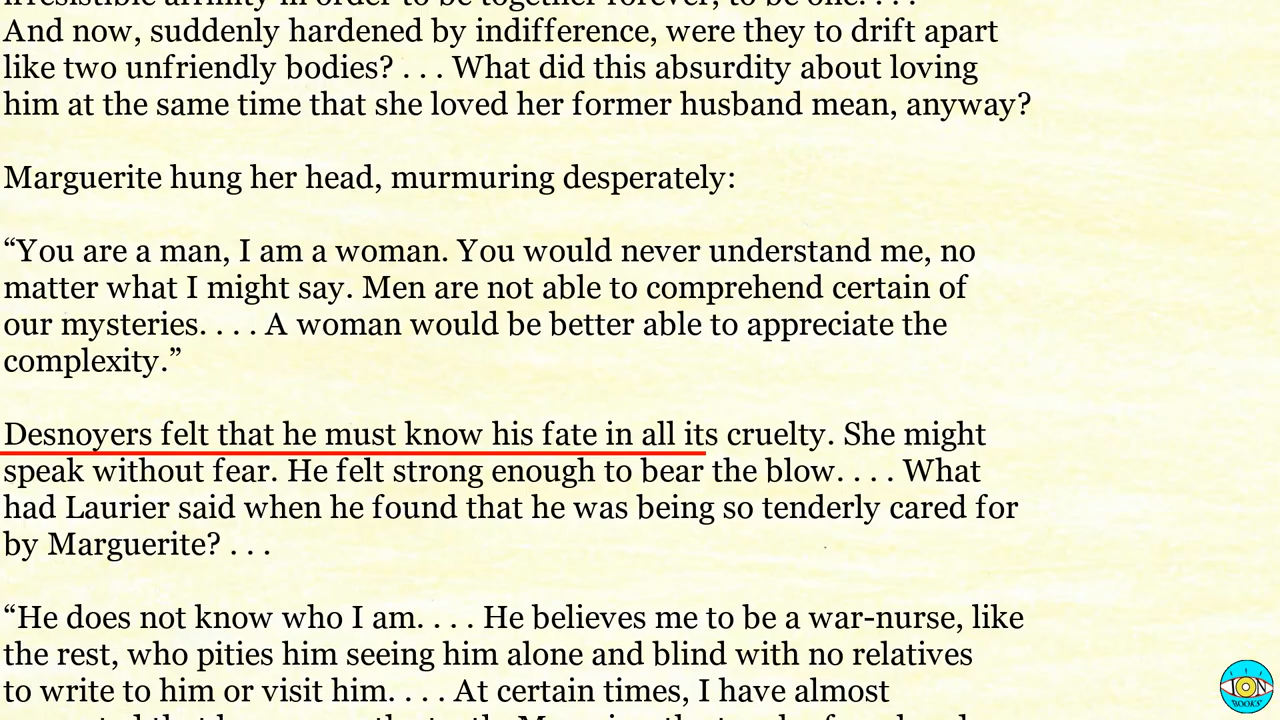 And now, suddenly hardened by indifference, were they to drift apart
like two unfriendly bodies? . . . What did this absurdity about loving
him at the same time that she loved her former husband mean, anyway?
Marguerite hung her head, murmuring desperately:
“You are a man, I am a woman. You would never understand me, no
matter what I might say. Men are not able to comprehend certain of
our mysteries. . . . A woman would be better able to appreciate the
complexity.”
Desnoyers felt that he must know his fate in all its cruelty. She might
speak without fear. He felt strong enough to bear the blow. . . . What
had Laurier said when he found that he was being so tenderly cared for
by Marguerite? . . .
“He does not know who I am. . . . He believes me to be a war-nurse, like
the rest, who pities him seeing him alone and blind with no relatives
to write to him or visit him. . . . At certain times, I have almost
ION
BOOKS